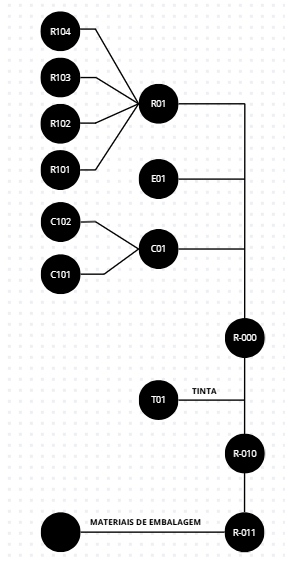 R104
R103
R01
R102
R101
E01
C102
C01
C101
R-000
TINTA
T01
R-010
MATERIAIS DE EMBALAGEM
R-011